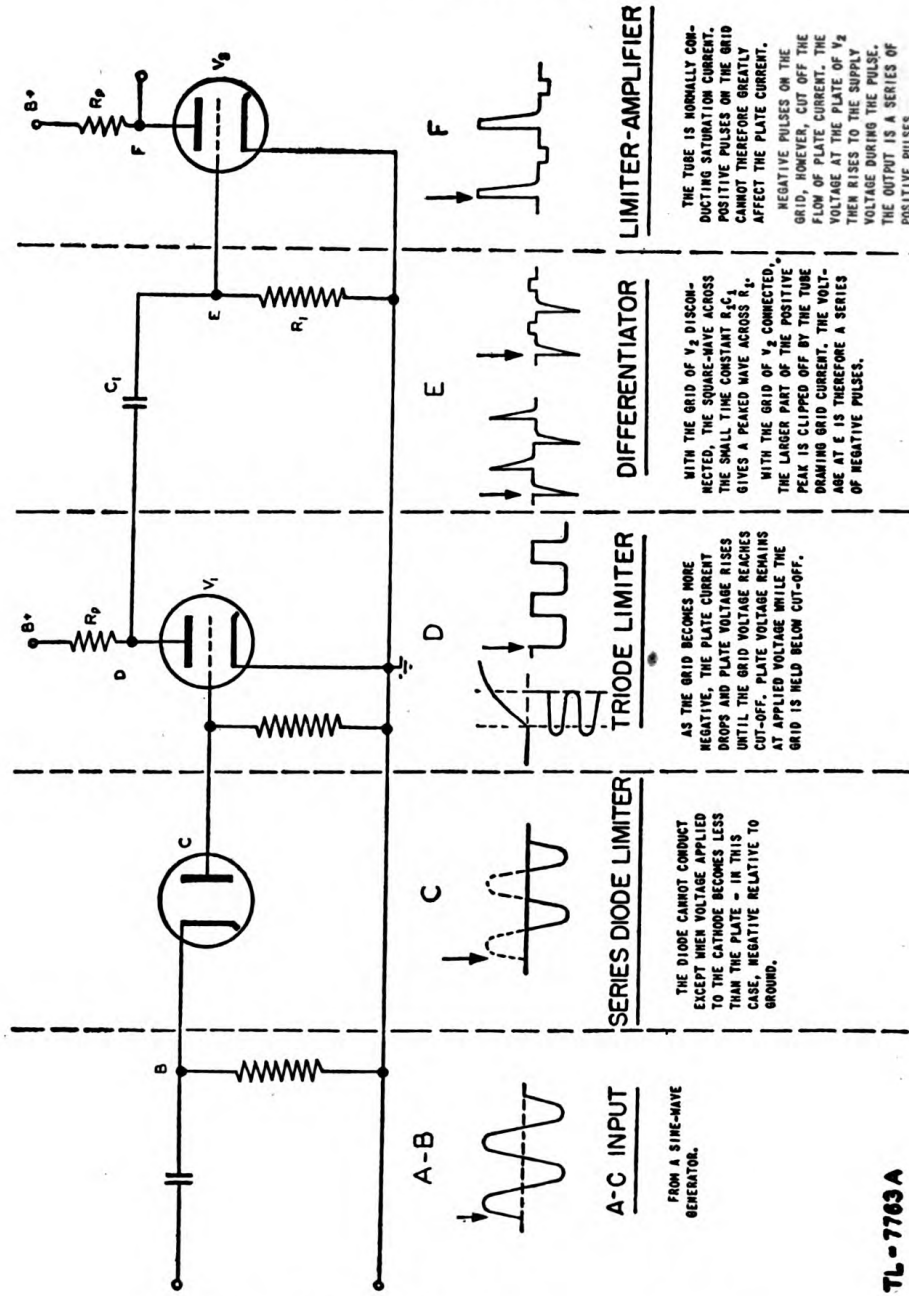 B+
Rp
D
V1
C1
B+
Rp
F
V3
B
C
E
R1
A-B
C
D
E
F
A-C INPUT
FROM A SINE-WAVE
GENERATOR.
SERIES DIODE LIMITER
THE DIODE CANNOT CONDUCT
EXCEPT WHEN VOLTAGE APPLIED
TO THE CATHODE BECOMES LESS
THAN THE PLATE - IN THIS
CASE, NEGATIVE RELATIVE TO
GROUND.
TRIODE LIMITER
AS THE GRID BECOMES MORE
NEGATIVE, THE PLATE CURRENT
DROPS AND PLATE VOLTAGE RISES
UNTIL THE GRID VOLTAGE REACHES
CUT-OFF. PLATE VOLTAGE REMAINS
AT APPLIED VOLTAGE WHILE THE
GRID IS HELD BELOW CUT-OFF.
DIFFERENTIATOR
WITH THE GRID OF V2 DISCON-
NECTED, THE SQUARE-WAVE ACROSS
THE SMALL TIME CONSTANT R1C1
GIVES A PEAKED WAVE ACROSS R1.
WITH THE GRID OF V2 CONNECTED,
THE LARGER PART OF THE POSITIVE
PEAK IS CLIPPED OFF BY THE TUBE
DRAWING GRID CURRENT. THE VOLT-
AGE AT E IS THEREFORE A SERIES
OF NEGATIVE PULSES.
LIMITER-AMPLIFIER
THE TUBE IS NORMALLY CON-
DUCTING SATURATION CURRENT.
POSITIVE PULSES ON THE GRID
CANNOT THEREFORE GREATLY
AFFECT THE PLATE CURRENT.
NEGATIVE PULSES ON THE
GRID, HOWEVER, CUT OFF THE
FLOW OF PLATE CURRENT. THE
VOLTAGE AT THE PLATE OF V2
THEN RISES TO THE SUPPLY
VOLTAGE DURING THE PULSE.
THE OUTPUT IS A SERIES OF
POSITIVE PULSES
TL-7763A